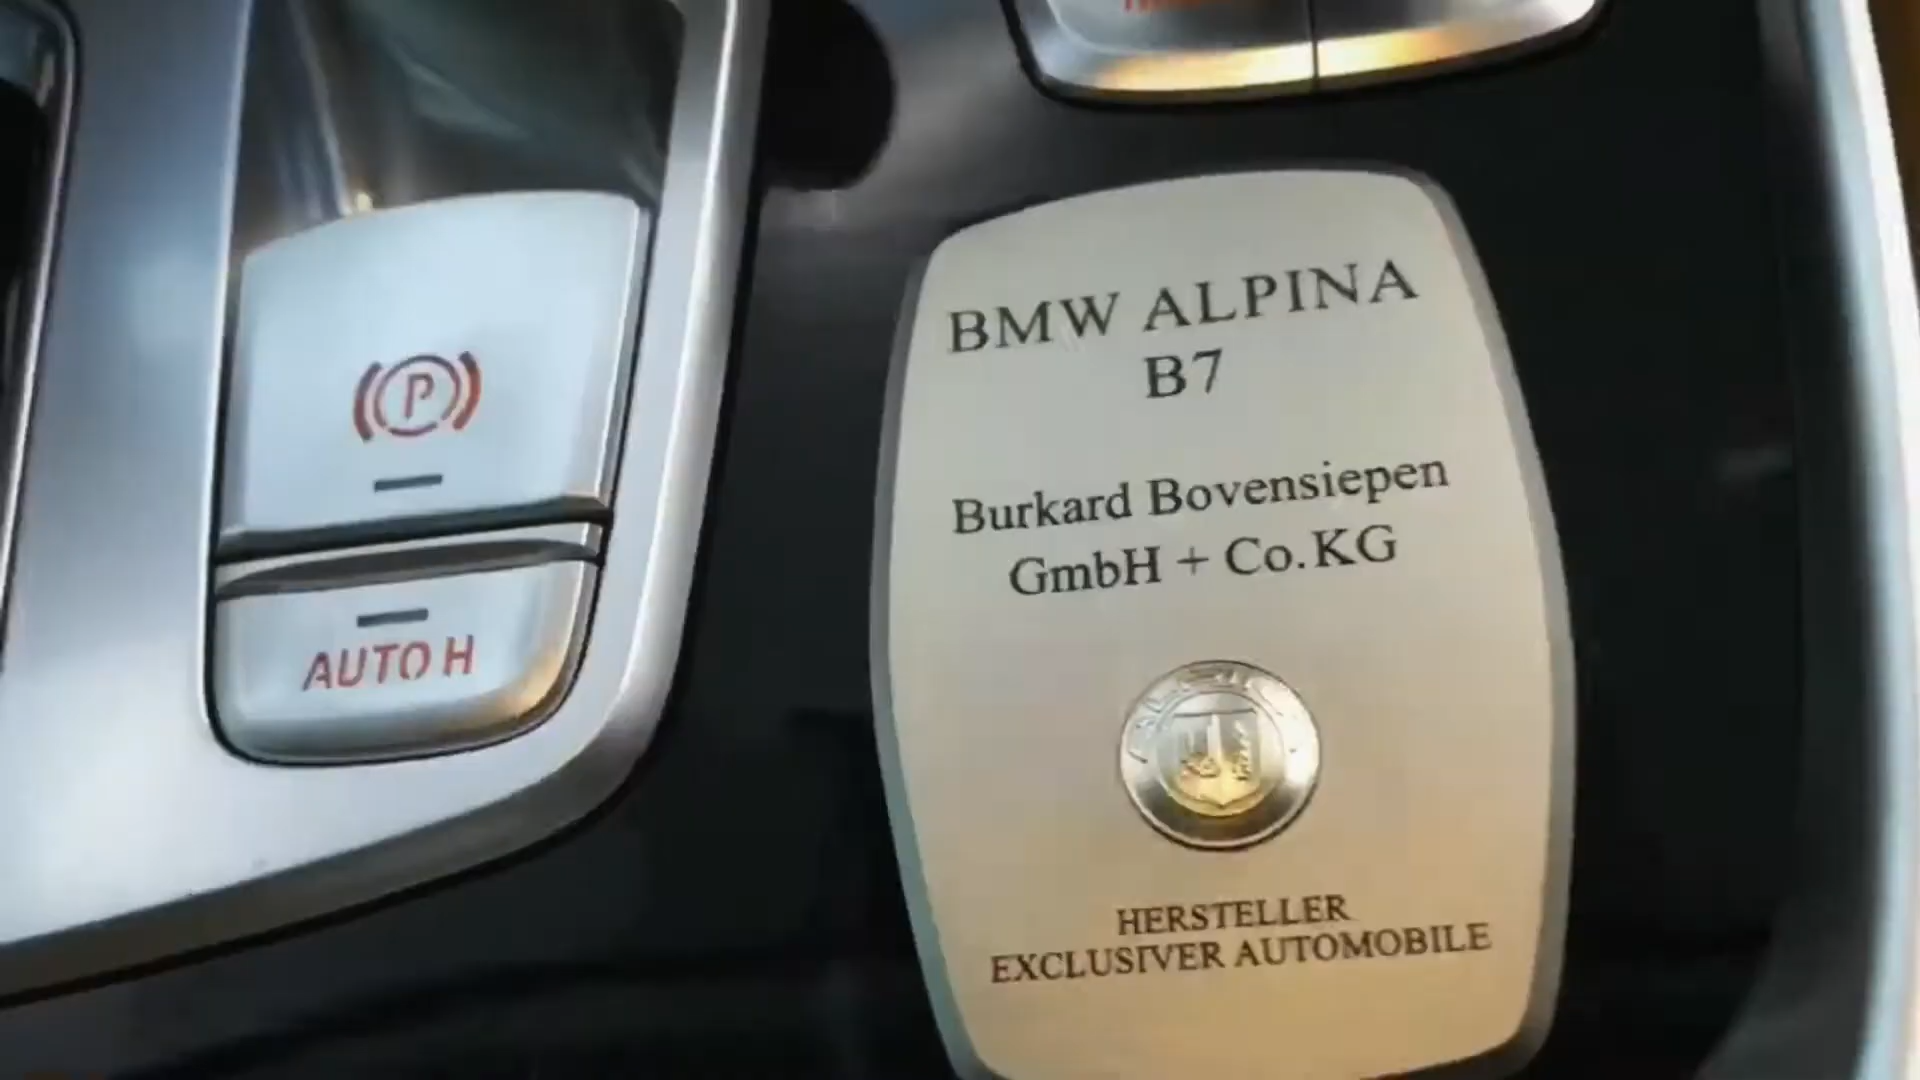 P
AUTO H
BMW ALPINA
B7
Burkard Bovensiepen
GmbH + Co.KG
HERSTELLER
EXCLUSIVER AUTOMOBILE